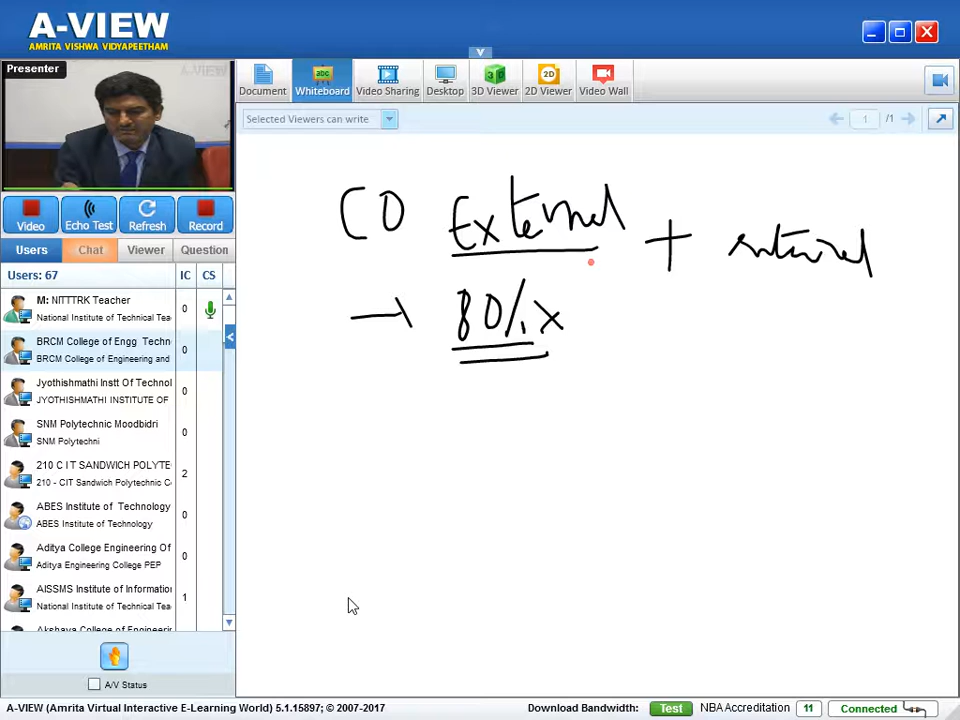 A-VIEW
AMRITA VISHWA VIDYAPEETHAM
Presenter
A-VIEW
Document
Whiteboard
Video Sharing
Desktop
3D Viewer
2D Viewer
Video Wall
Selected Viewers can write
1 /1
CO External + internal
→ 80% x
Video
Echo Test
Refresh
Record
Users
Chat
Viewer
Question
Users: 67 IC CS
M: NITTTRK Teacher
National Institute of Technical Tea 0
BRCM College of Engg Techn
BRCM College of Engineering and 0
Jyothishmathi Instt Of Technol
JYOTHISHMATHI INSTITUTE OF 0
SNM Polytechnic Moodbidri
SNM Polytechni 0
210 C I T SANDWICH POLYTE
210 - CIT Sandwich Polytechnic C 2
ABES Institute of Technology
ABES Institute of Technology 0
Aditya College Engineering Of
Aditya Engineering College PEP 0
AISSMS Institute of Informatio
National Institute of Technical Tea 1
Akshaya College of Engineeri
A/V Status
A-VIEW (Amrita Virtual Interactive E-Learning World) 5.1.15897; © 2007-2017
Download Bandwidth: Test NBA Accreditation 11 Connected